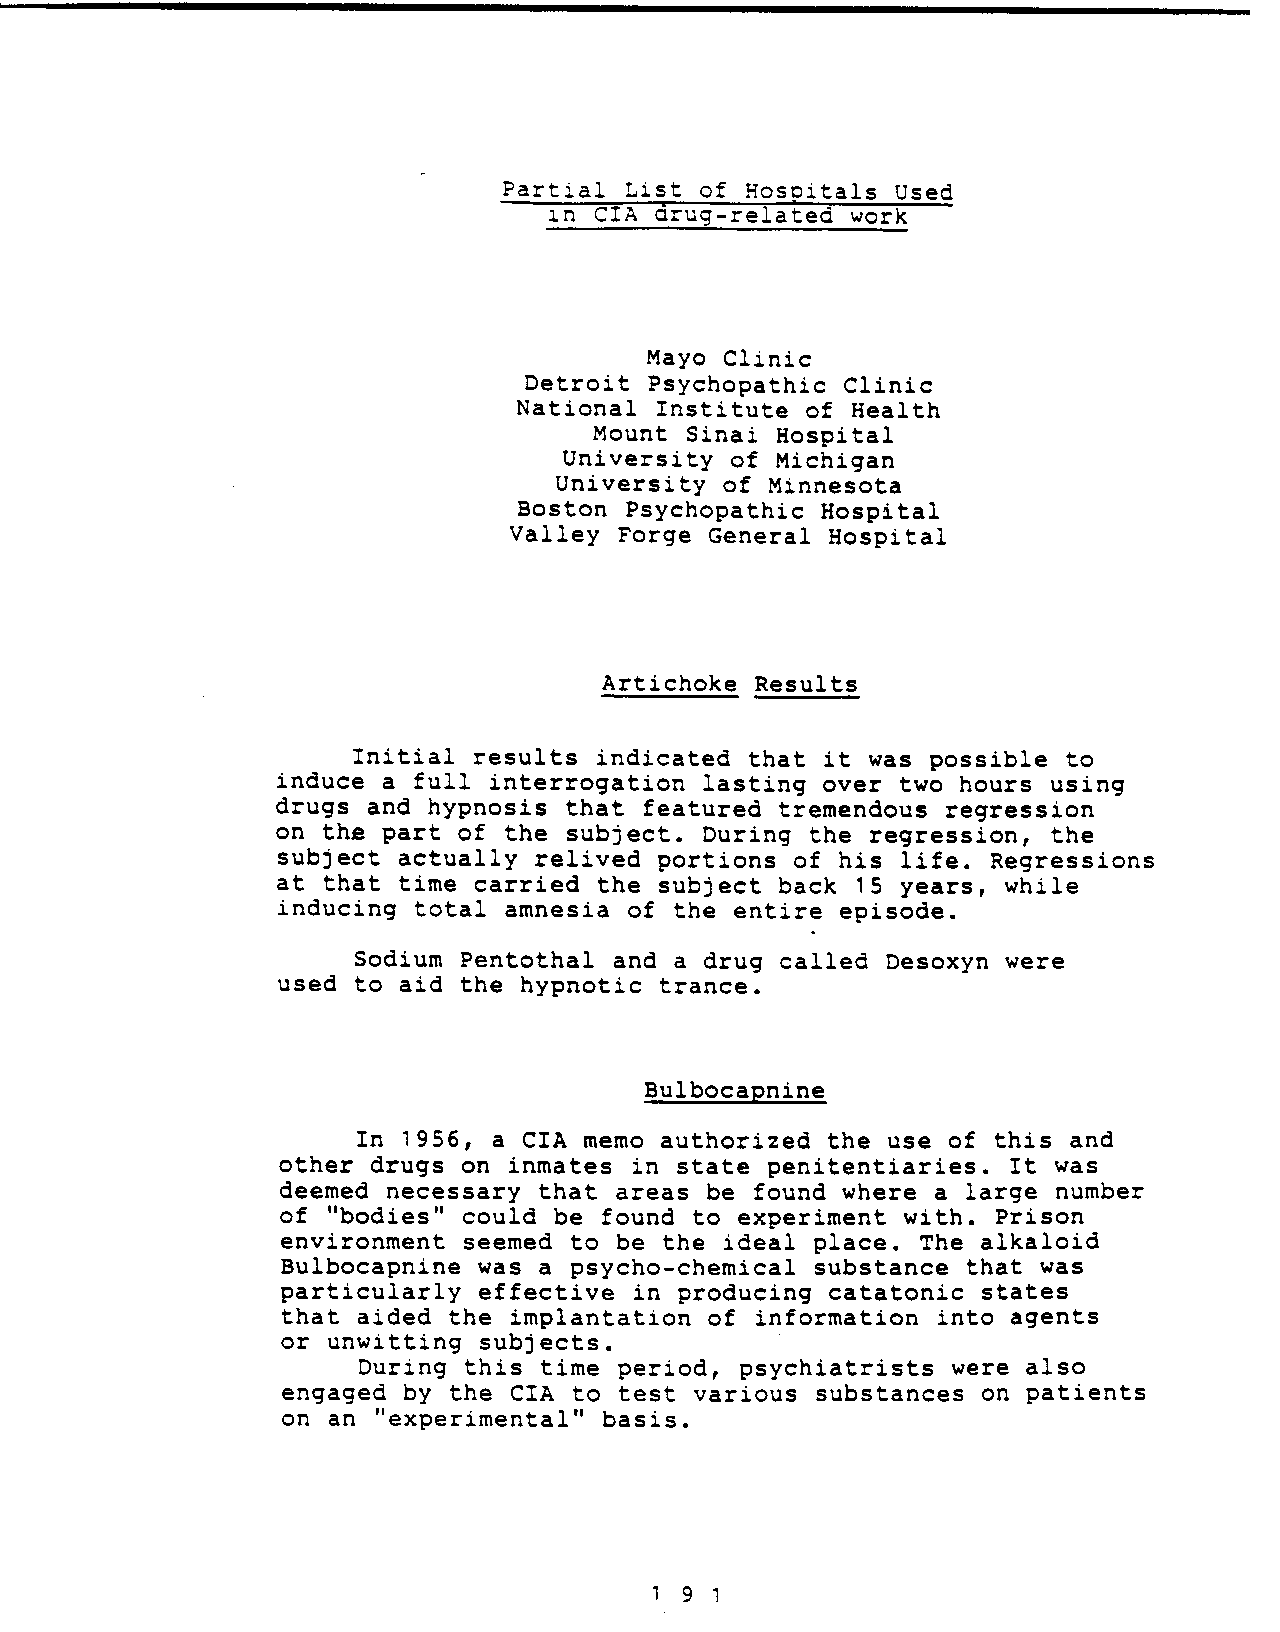 Partial List of Hospitals Used
in CIA drug-related work
Mayo Clinic
Detroit Psychopathic Clinic
National Institute of Health
Mount Sinai Hospital
University of Michigan
University of Minnesota
Boston Psychopathic Hospital
Valley Forge General Hospital
Artichoke Results
Initial results indicated that it was possible to
induce a full interrogation lasting over two hours using
drugs and hypnosis that featured tremendous regression
on the part of the subject. During the regression, the
subject actually relived portions of his life. Regressions
at that time carried the subject back 15 years, while
inducing total amnesia of the entire episode.
Sodium Pentothal and a drug called Desoxyn were
used to aid the hypnotic trance.
Bulbocapnine
In 1956, a CIA memo authorized the use of this and
other drugs on inmates in state penitentiaries. It was
deemed necessary that areas be found where a large number
of "bodies" could be found to experiment with. Prison
environment seemed to be the ideal place. The alkaloid
Bulbocapnine was a psycho-chemical substance that was
particularly effective in producing catatonic states
that aided the implantation of information into agents
or unwitting subjects.
During this time period, psychiatrists were also
engaged by the CIA to test various substances on patients
on an "experimental" basis.
1 9 1